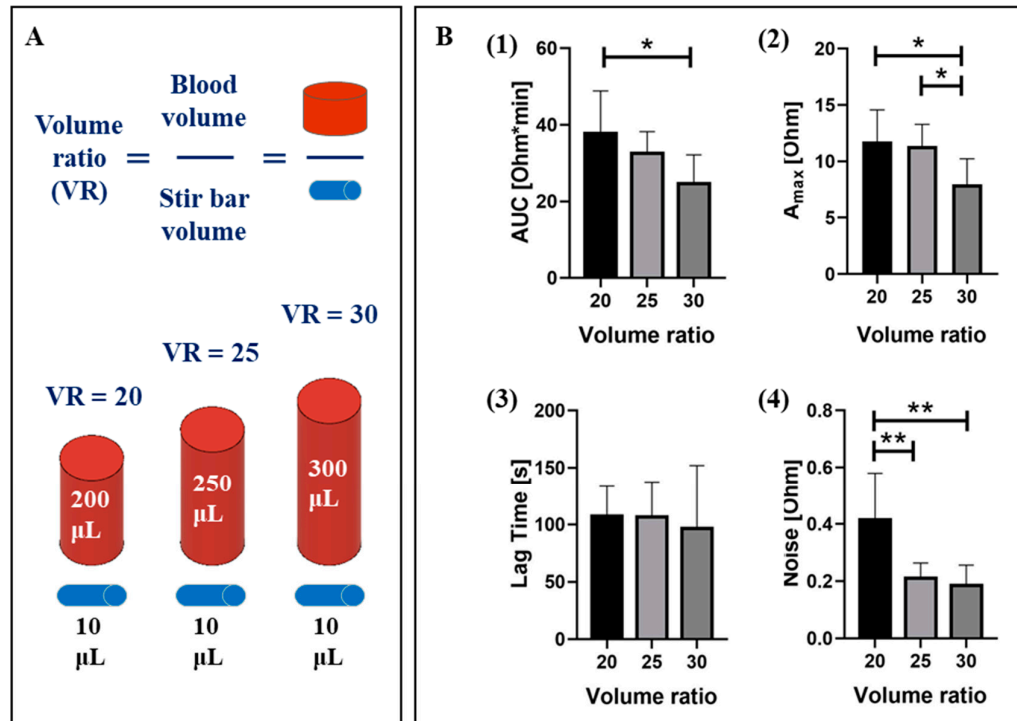 A
Volume
ratio
(VR)
=
Blood
volume
Stir bar
volume
=
VR = 20
VR = 25
VR = 30
200
µL
250
µL
300
µL
10
µL
10
µL
10
µL
B
(1)
AUC [Ohm*min]
60
40
20
0
*
20 25 30
Volume ratio
(2)
Amax [Ohm]
20
15
10
5
0
*
*
20 25 30
Volume ratio
(3)
Lag Time [s]
200
150
100
50
0
20 25 30
Volume ratio
(4)
Noise [Ohm]
0.8
0.6
0.4
0.2
0.0
**
**
20 25 30
Volume ratio